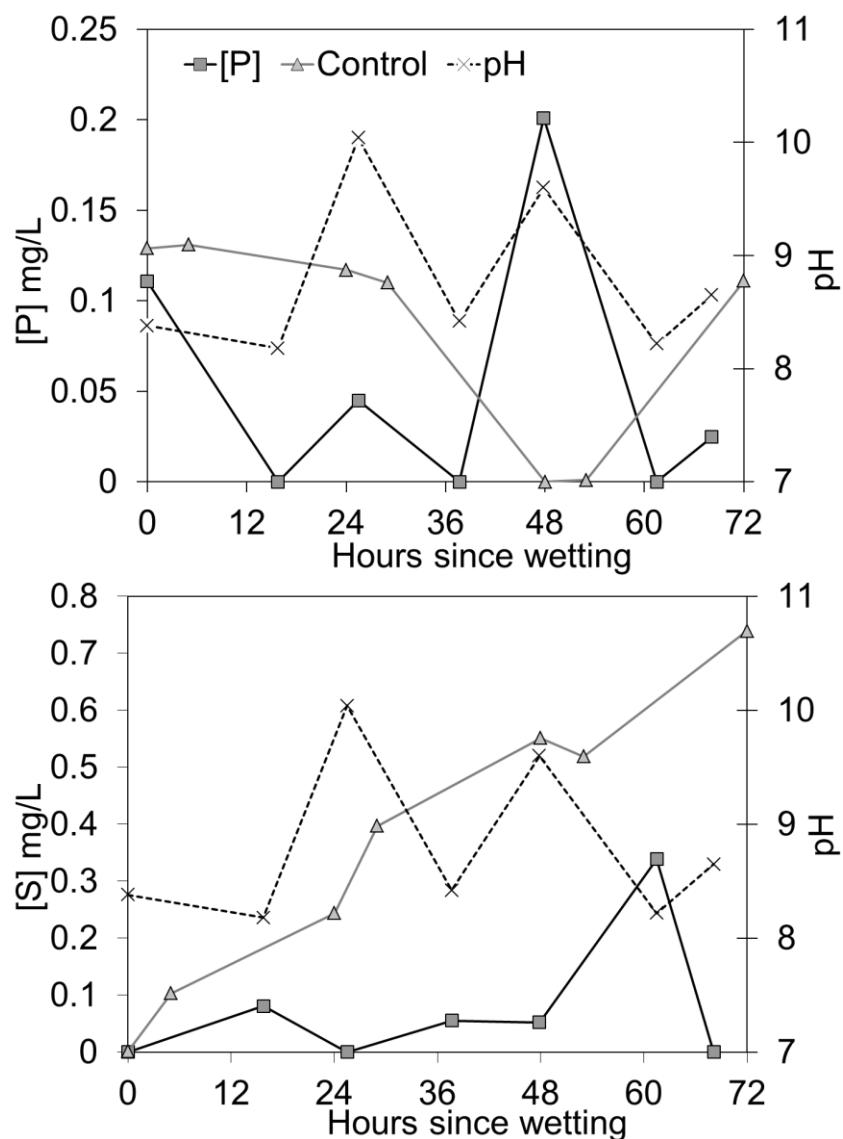 0.25 11
[P] Control pH
0.2 10
0.15
[P] mg/L 9 pH
0.1
8
0.05
0 7
0 12 24 36 48 60 72
Hours since wetting
0.8 11
0.7
0.6 10
0.5
[S] mg/L 0.4 9 pH
0.3
0.2 8
0.1
0 7
0 12 24 36 48 60 72
Hours since wetting